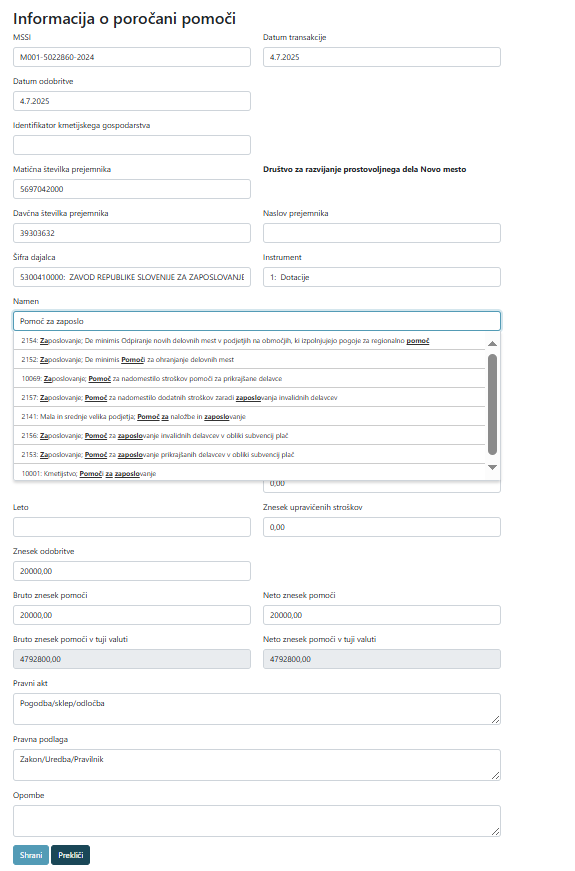 Informacija o poročani pomoči
MSSI
Datum transakcije
M001-5022860-2024
4.7.2025
Datum odobritve
4.7.2025
Identifikator kmetijskega gospodarstva
Matična številka prejemnika
Društvo za razvijanje prostovoljnega dela Novo mesto
5697042000
Davčna številka prejemnika
Naslov prejemnika
39303632
Šifra dajalca
Instrument
5300410000: ZAVOD REPUBLIKE SLOVENIJE ZA ZAPOSLOVANJE
1: Dotacije
Namen
Pomoč za zaposlo
2154: Zaposlovanje; De minimis Odpiranje novih delovnih mest v podjetjih na območjih, ki izpolnjujejo pogoje za regionalno pomoč
2152: Zaposlovanje; De minimis Pomoči za ohranjanje delovnih mest
10069: Zaposlovanje; Pomoč za nadomestilo stroškov pomoči za prikrajšane delavce
2157: Zaposlovanje; Pomoč za nadomestilo dodatnih stroškov zaradi zaposlovanja invalidnih delavcev
2141: Mala in srednje velika podjetja; Pomoč za naložbe in zaposlovanje
2156: Zaposlovanje; Pomoč za zaposlovanje invalidnih delavcev v obliki subvencij plač
2153: Zaposlovanje; Pomoč za zaposlovanje prikrajšanih delavcev v obliki subvencij plač
10001: Kmetijstvo; Pomoči za zaposlovanje
0,00
Leto
Znesek upravičenih stroškov
0,00
Znesek odobritve
20000,00
Bruto znesek pomoči
Neto znesek pomoči
20000,00
20000,00
Bruto znesek pomoči v tuji valuti
Neto znesek pomoči v tuji valuti
4792800,00
4792800,00
Pravni akt
Pogodba/sklep/odločba
Pravna podlaga
Zakon/Uredba/Pravilnik
Opombe
Shrani
Prekliči